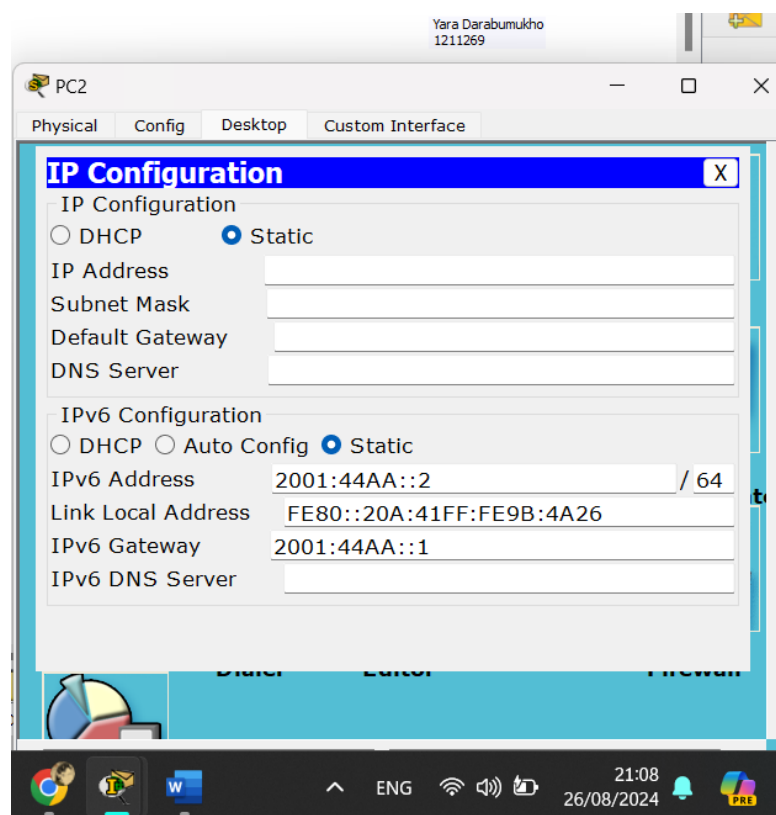 Yara Darabumukho
1211269
PC2
Physical Config Desktop Custom Interface
IP Configuration X
IP Configuration
DHCP Static
IP Address
Subnet Mask
Default Gateway
DNS Server
IPv6 Configuration
DHCP Auto Config Static
IPv6 Address 2001:44AA::2 / 64
Link Local Address FE80::20A:41FF:FE9B:4A26
IPv6 Gateway 2001:44AA::1
IPv6 DNS Server
Dialer Editor Firewall
ENG 21:08
26/08/2024
PRE